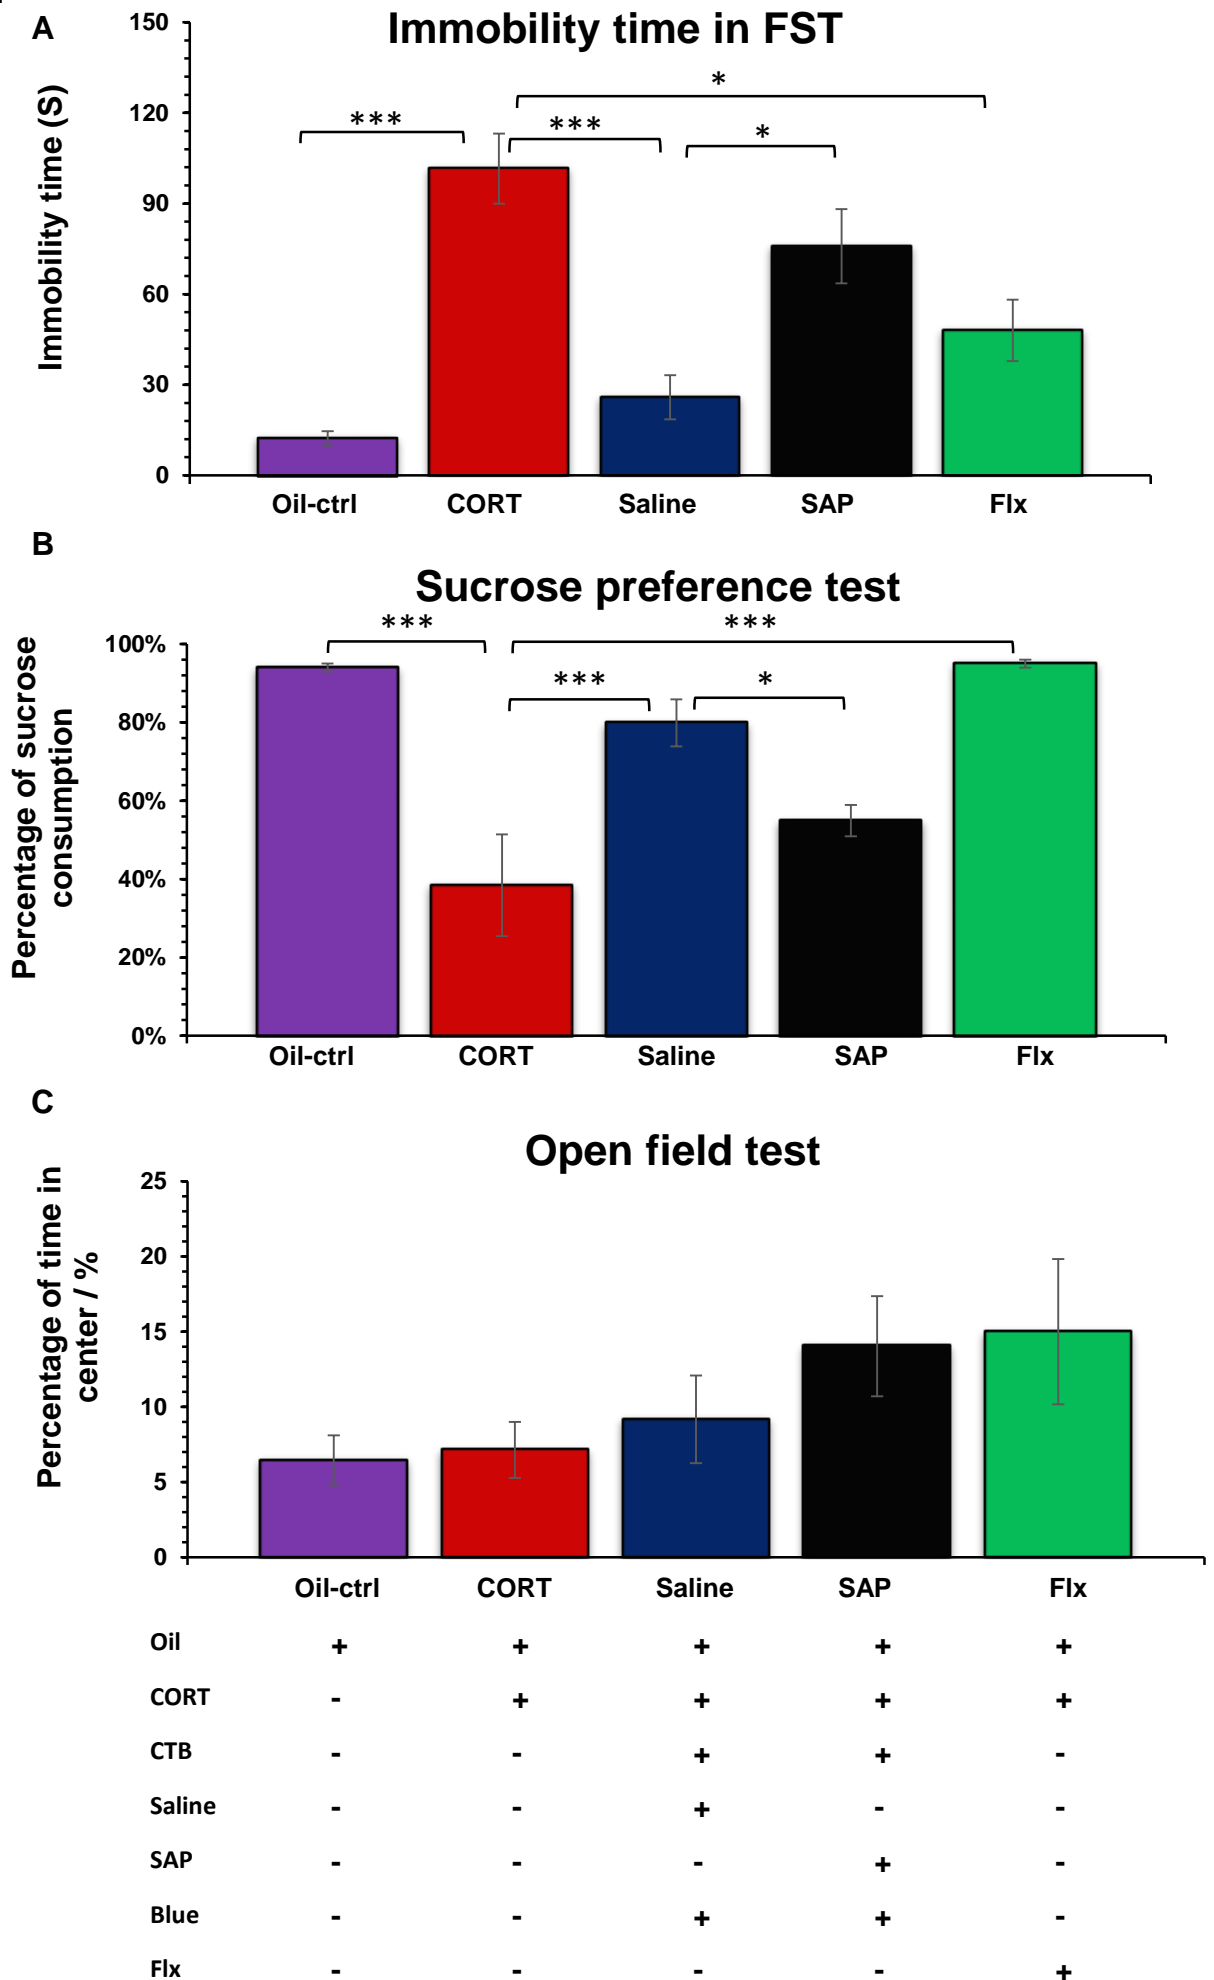 A
Immobility time in FST
Immobility time (S)
150
120
90
60
30
0
*
***
***
*
Oil-ctrl CORT Saline SAP Flx
B
Sucrose preference test
Percentage of sucrose
consumption
100%
80%
60%
40%
20%
0%
***
***
***
*
Oil-ctrl CORT Saline SAP Flx
C
Open field test
Percentage of time in
center / %
25
20
15
10
5
0
Oil-ctrl CORT Saline SAP Flx
Oil + + + + +
CORT - + + + +
CTB - - + + -
Saline - - + - -
SAP - - - + -
Blue - - + + -
Flx - - - - +